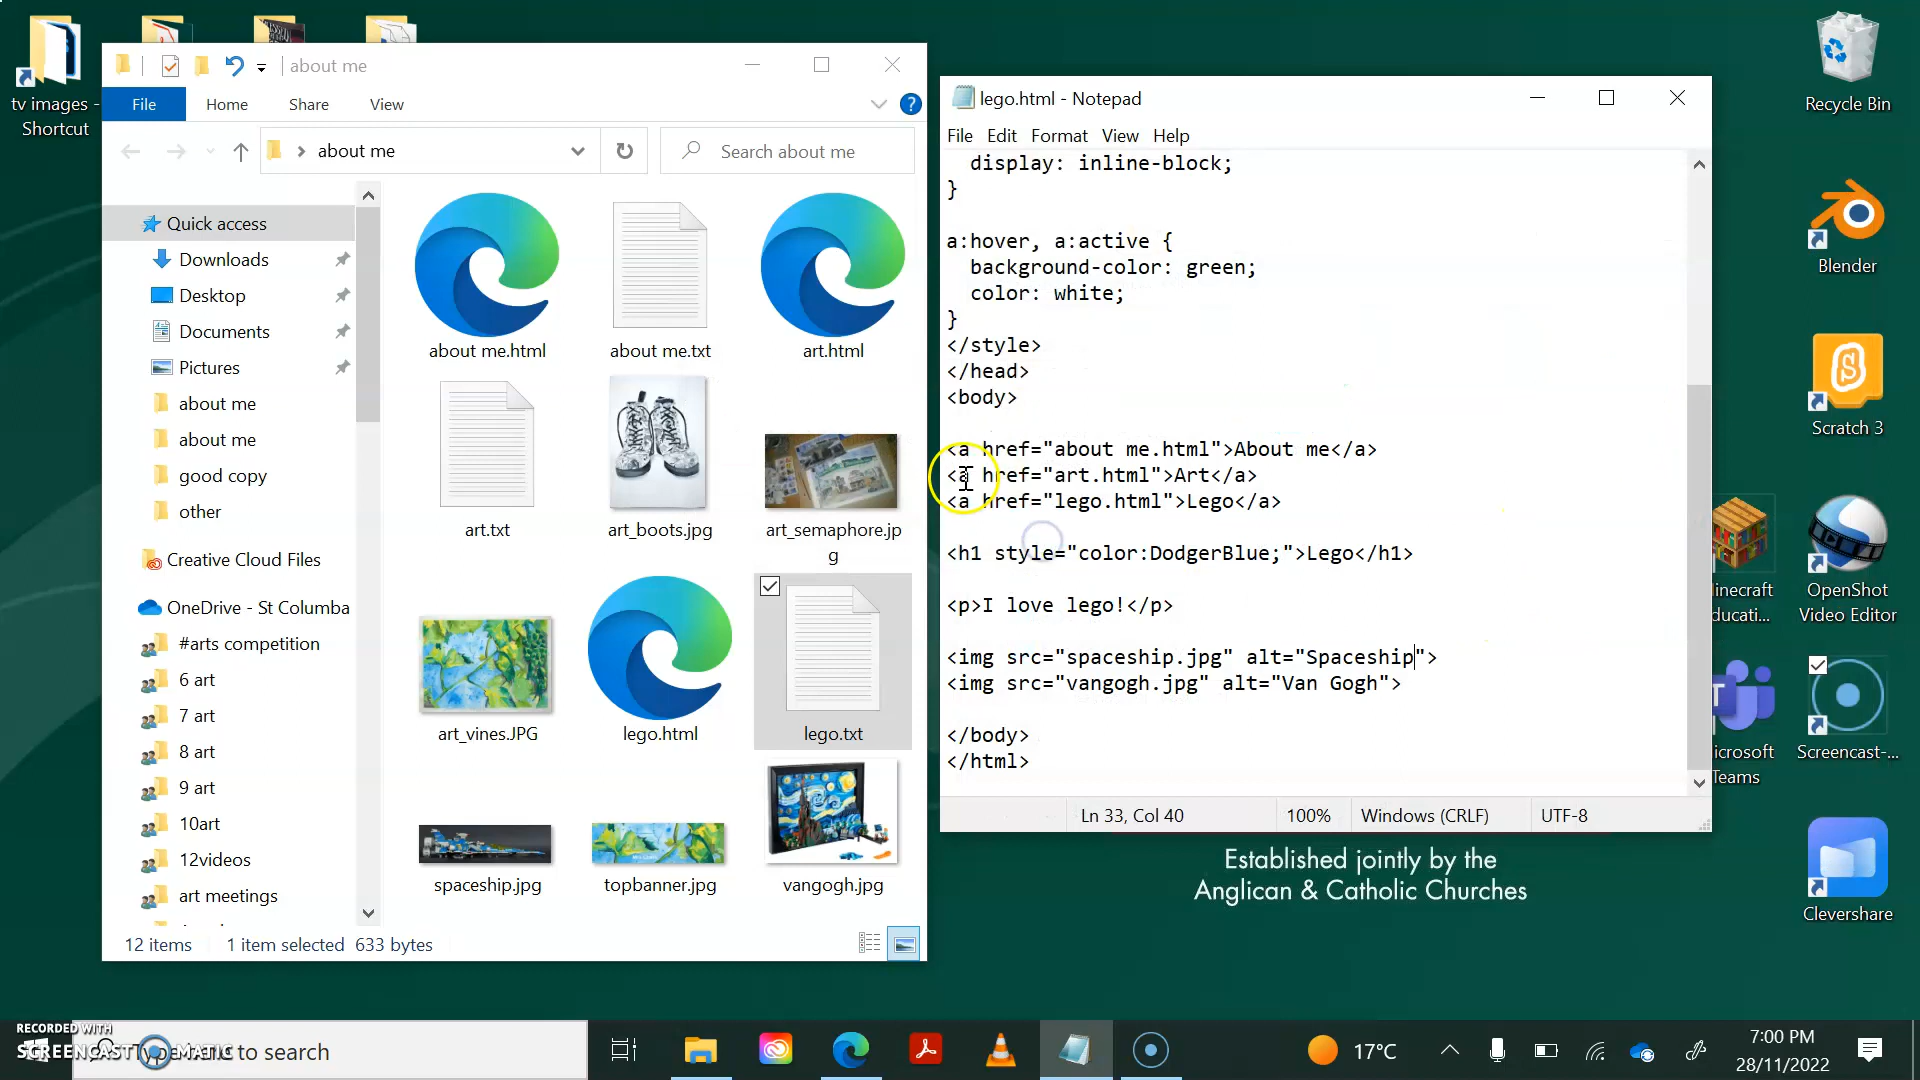 tv images -
Shortcut
about me
File
Home
Share
View
about me
Search about me
Quick access
Downloads
Desktop
Documents
Pictures
about me
about me
good copy
other
Creative Cloud Files
OneDrive - St Columba
#arts competition
6 art
7 art
8 art
9 art
10art
12videos
art meetings
about me.html
about me.txt
art.html
art.txt
art_boots.jpg
art_semaphore.jp
g
art_vines.JPG
lego.html
lego.txt
spaceship.jpg
topbanner.jpg
vangogh.jpg
12 items
1 item selected
633 bytes
lego.html - Notepad
File
Edit
Format
View
Help
display: inline-block;
}
a:hover, a:active {
background-color: green;
color: white;
}
</style>
</head>
<body>
<a href="about me.html">About me</a>
<a href="art.html">Art</a>
<a href="lego.html">Lego</a>
<h1 style="color:DodgerBlue;">Lego</h1>
<p>I love lego!</p>
<img src="spaceship.jpg" alt="Spaceship">
<img src="vangogh.jpg" alt="Van Gogh">
</body>
</html>
Ln 33, Col 40
100%
Windows (CRLF)
UTF-8
Established jointly by the
Anglican & Catholic Churches
Recycle Bin
Blender
Scratch 3
inecraft
ducati...
OpenShot
Video Editor
icrosoft
Teams
Screencast-...
Clevershare
RECORDED WITH
SCREENCAST MATIC
to search
17°C
7:00 PM
28/11/2022